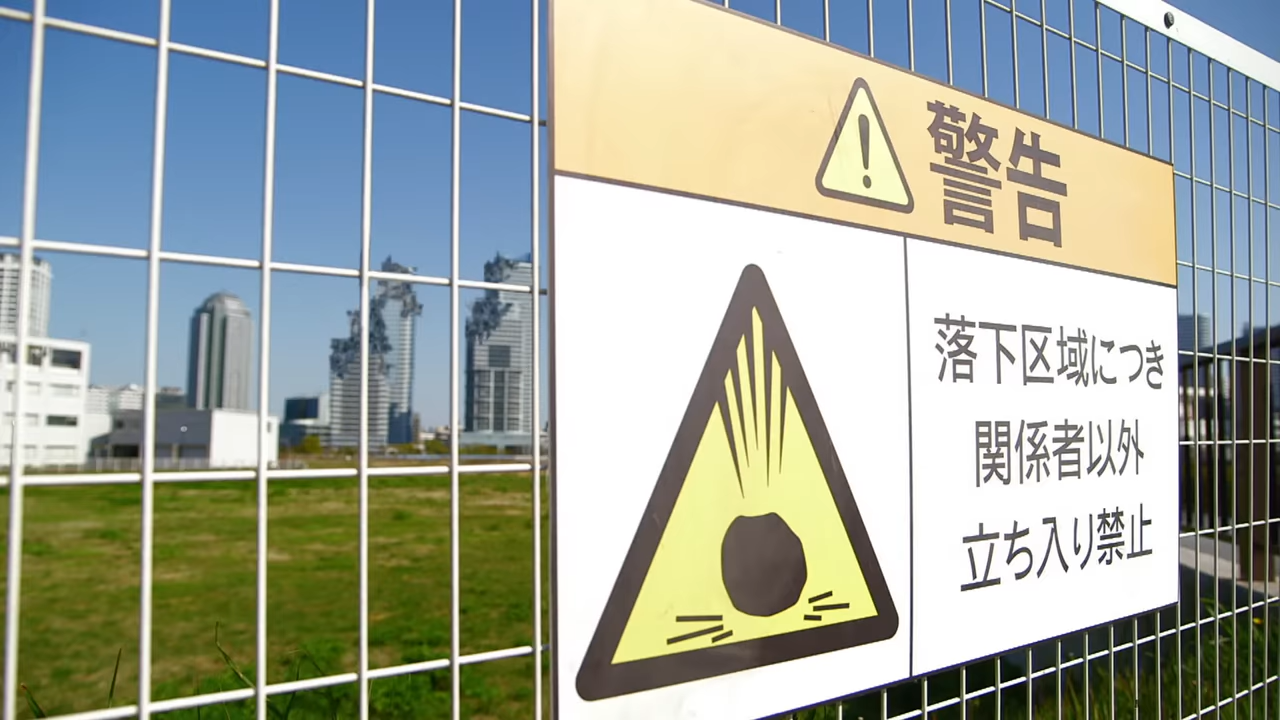 警告
落下区域につき
関係者以外
立ち入り禁止